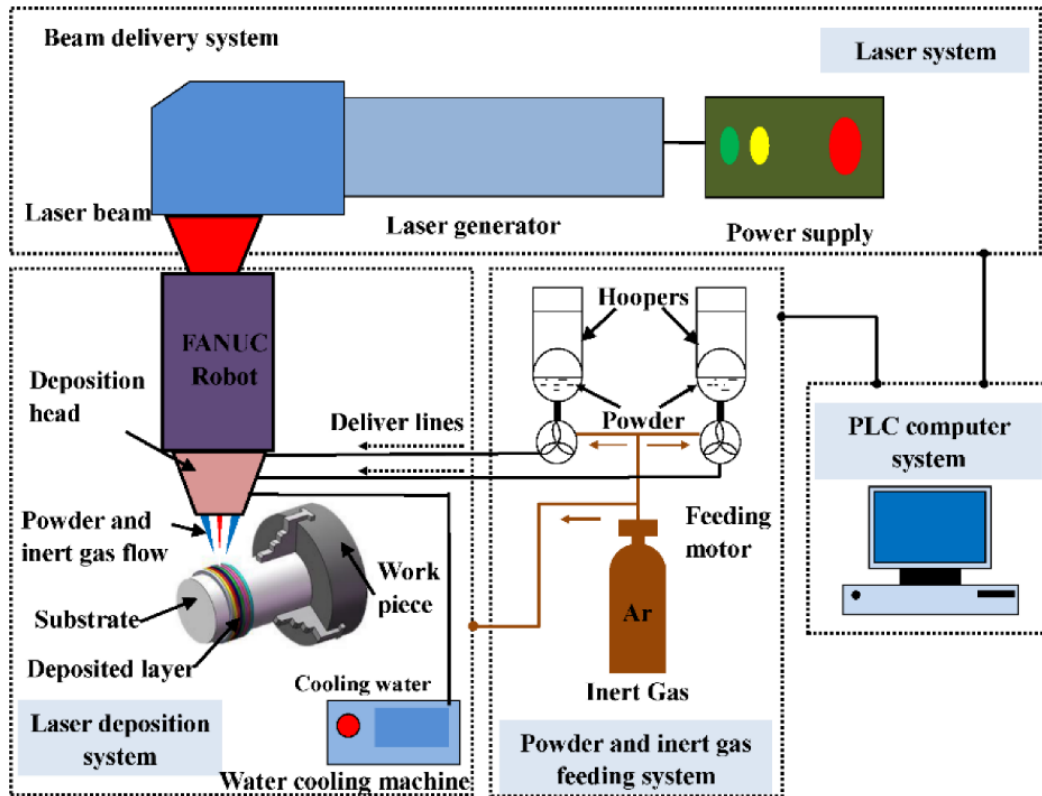 Beam delivery system
Laser system
Laser beam
Laser generator
Power supply
FANUC
Robot
Deposition
head
Deliver lines
Hoopers
Powder
Feeding
motor
PLC computer
system
Powder and
inert gas
flow
Work
piece
Substrate
Deposited layer
Ar
Inert Gas
Cooling water
Water cooling machine
Laser deposition
system
Powder and inert gas
feeding system